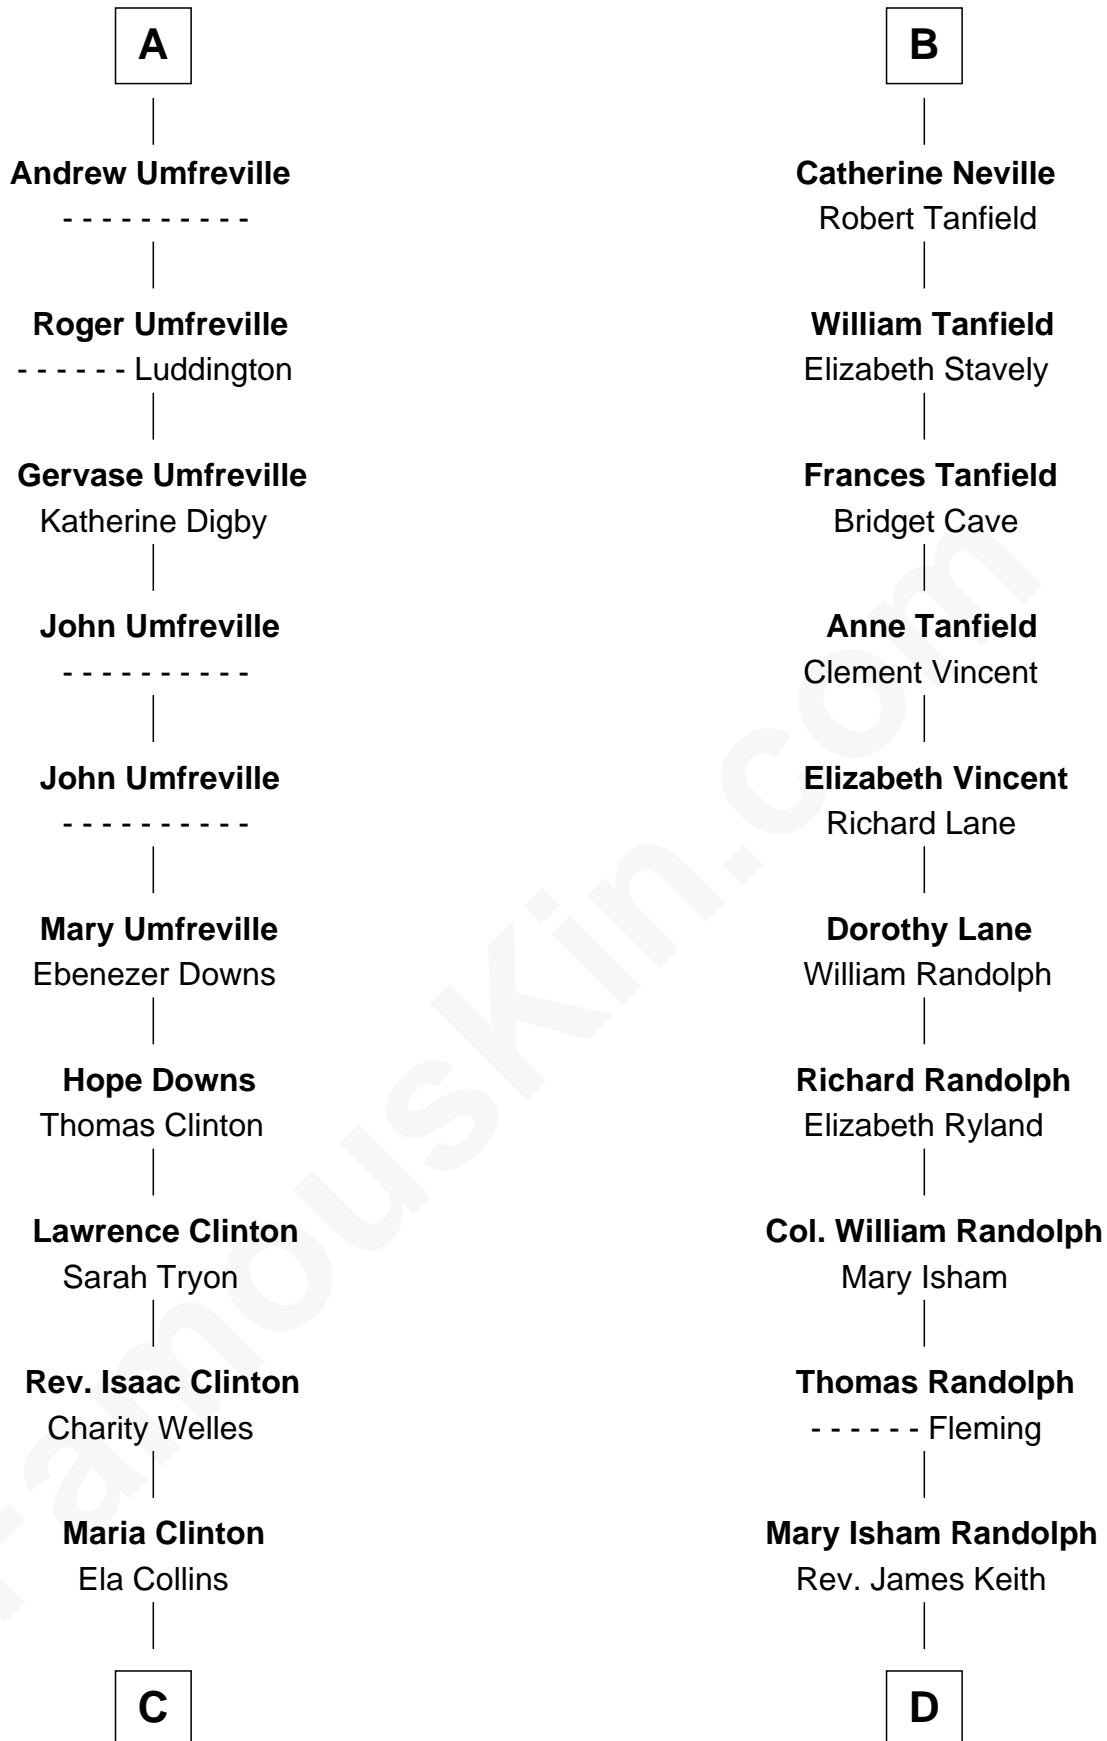 A
Andrew Umfreville
- - - - - - - - - -
Roger Umfreville
- - - - - - Luddington
Gervase Umfreville
Katherine Digby
John Umfreville
- - - - - - - - - -
John Umfreville
- - - - - - - - - -
Mary Umfreville
Ebenezer Downs
Hope Downs
Thomas Clinton
Lawrence Clinton
Sarah Tryon
Rev. Isaac Clinton
Charity Welles
Maria Clinton
Ela Collins
C
B
Catherine Neville
Robert Tanfield
William Tanfield
Elizabeth Stavely
Frances Tanfield
Bridget Cave
Anne Tanfield
Clement Vincent
Elizabeth Vincent
Richard Lane
Dorothy Lane
William Randolph
Richard Randolph
Elizabeth Ryland
Col. William Randolph
Mary Isham
Thomas Randolph
- - - - - - Fleming
Mary Isham Randolph
Rev. James Keith
D
FamousKin.com